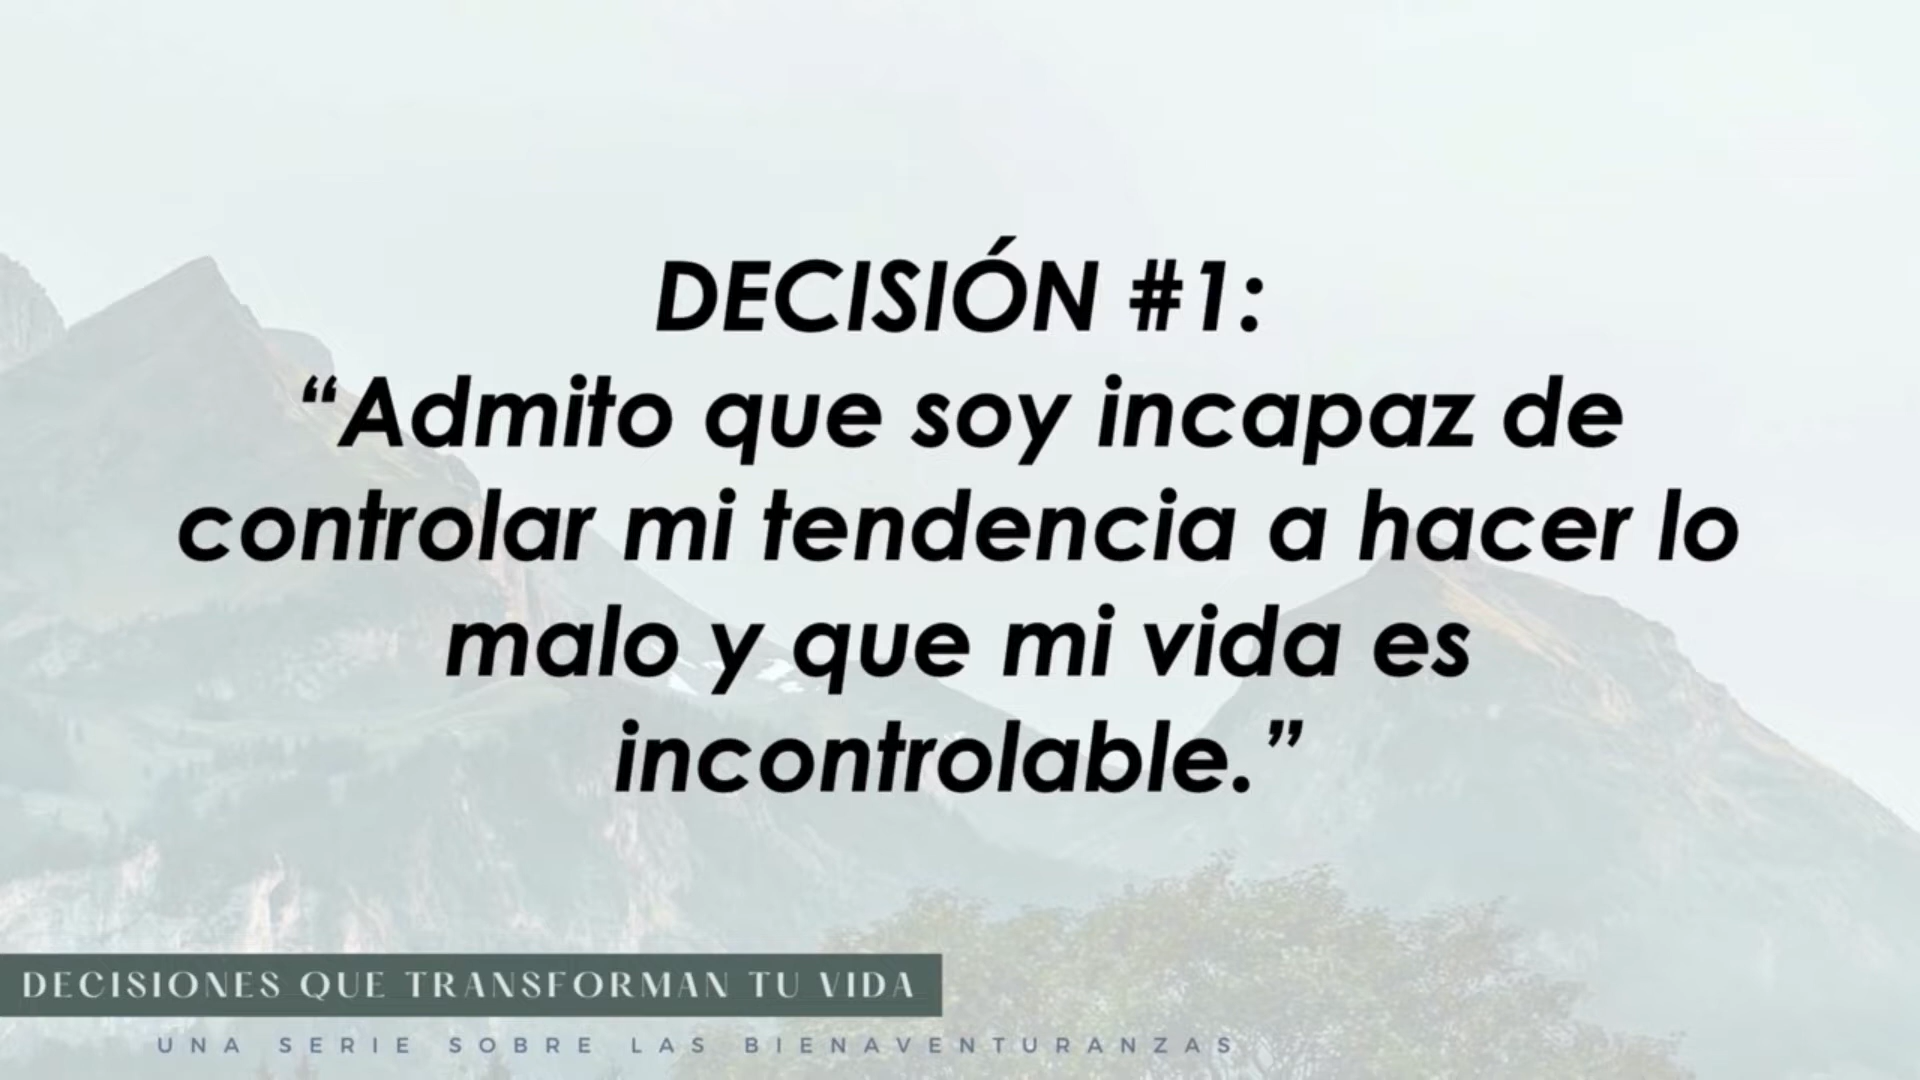 DECISIÓN #1:
“Admito que soy incapaz de
controlar mi tendencia a hacer lo
malo y que mi vida es
incontrolable.”
DECISIONES QUE TRANSFORMAN TU VIDA
UNA SERIE SOBRE LAS BIENAVENTURANZAS